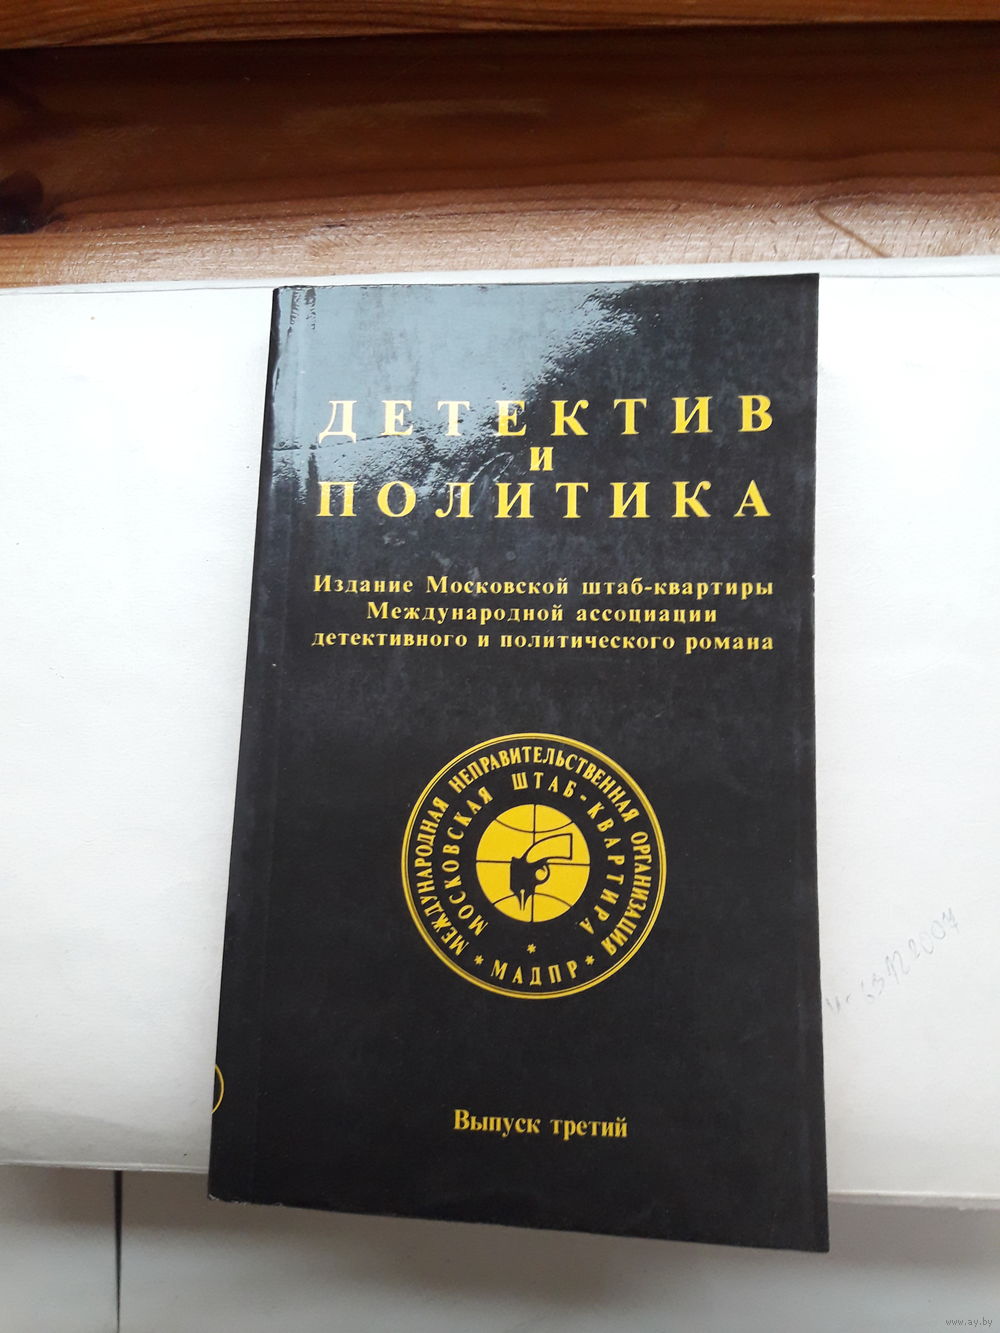 ДЕТЕКТИВ
И
ПОЛИТИКА
Издание Московской штаб-квартиры
Международной ассоциации
детективного и политического романа
МЕЖДУНАРОДНАЯ НЕПРАВИТЕЛЬСТВЕННАЯ ОРГАНИЗАЦИЯ
МОСКОВСКАЯ ШТАБ-КВАРТИРА
* МАДПР *
Выпуск третий
www.ay.by